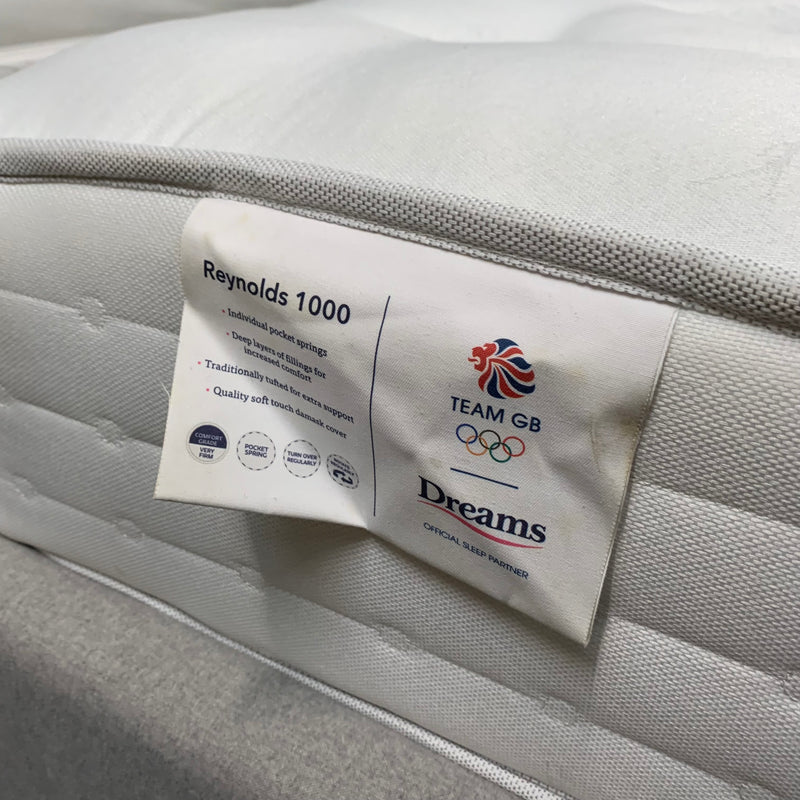 Reynolds 1000
Individual pocket springs
Deep layers of fillings for
increased comfort
Traditionally tufted for extra support
Quality soft touch damask cover
COMFORT
GRADE
VERY
FIRM
POCKET
SPRING
TURN OVER
REGULARLY
TEAM GB
Dreams
OFFICIAL SLEEP PARTNER